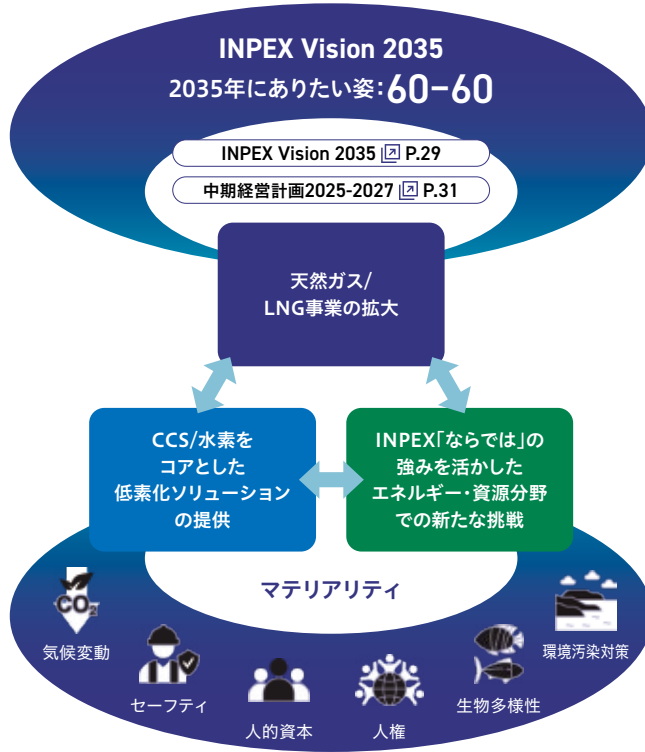 INPEX Vision 2035
2035年にありたい姿：60-60
INPEX Vision 2035 P.29
中期経営計画2025-2027 P.31
天然ガス/
LNG事業の拡大
CCS/水素を
コアとした
低素化ソリューション
の提供
INPEX「ならでは」の
強みを活かした
エネルギー・資源分野
での新たな挑戦
マテリアリティ
CO₂
気候変動
セーフティ
人的資本
人権
生物多様性
環境汚染対策